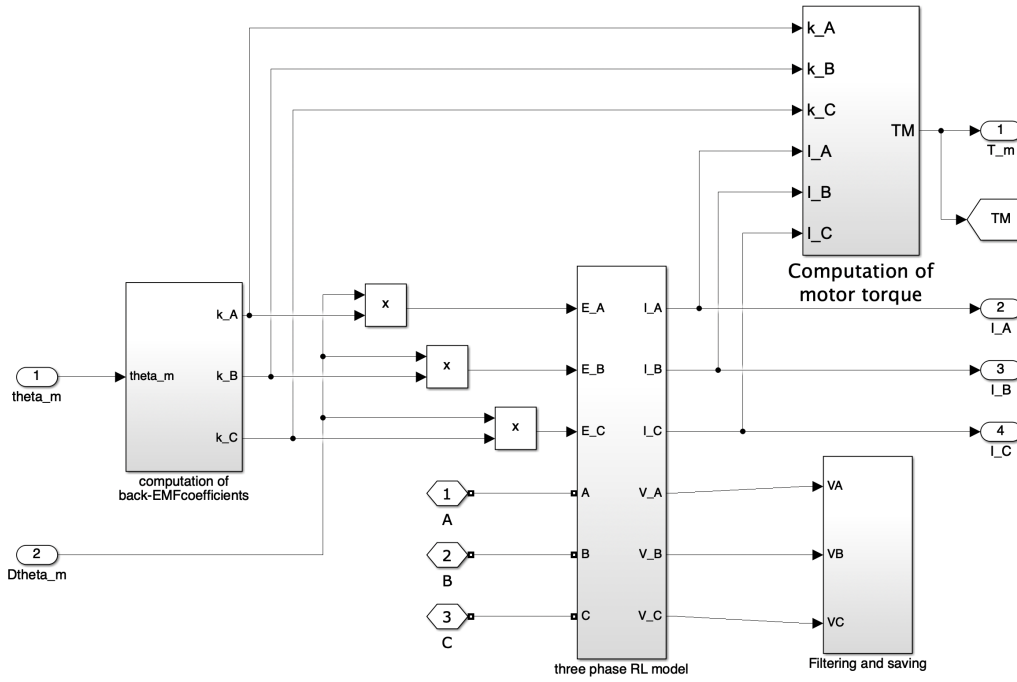 k_A
k_B
k_C
I_A
I_B
I_C
TM
1
T_m
TM
Computation of
motor torque
1
theta_m
theta_m
k_A
k_B
k_C
computation of
back-EMFcoefficients
2
Dtheta_m
x
x
x
E_A
E_B
E_C
A
B
C
I_A
I_B
I_C
V_A
V_B
V_C
three phase RL model
1
A
2
B
3
C
2
I_A
3
I_B
4
I_C
VA
VB
VC
Filtering and saving